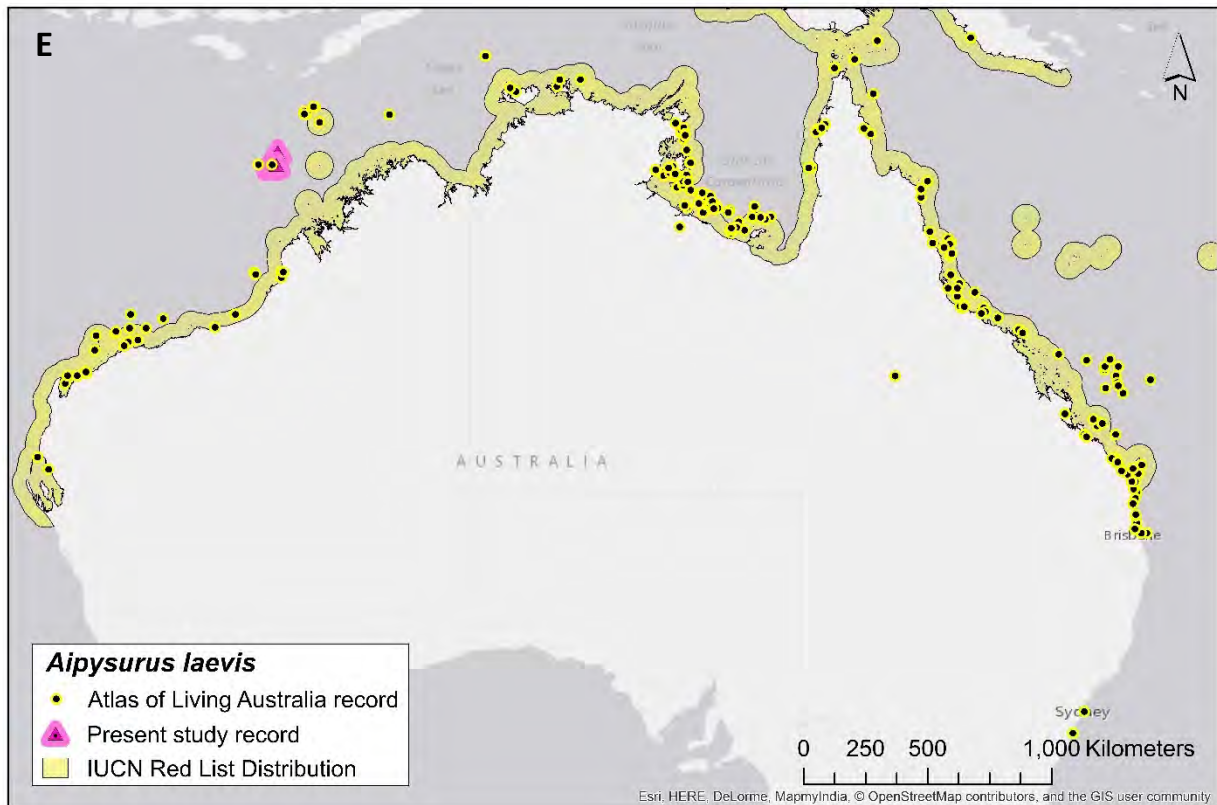 E
N
AUSTRALIA
Brisbane
Sydney
Aipysurus laevis
Atlas of Living Australia record
Present study record
IUCN Red List Distribution
0 250 500 1,000 Kilometers
Esri, HERE, DeLorme, MapmyIndia, © OpenStreetMap contributors, and the GIS user community